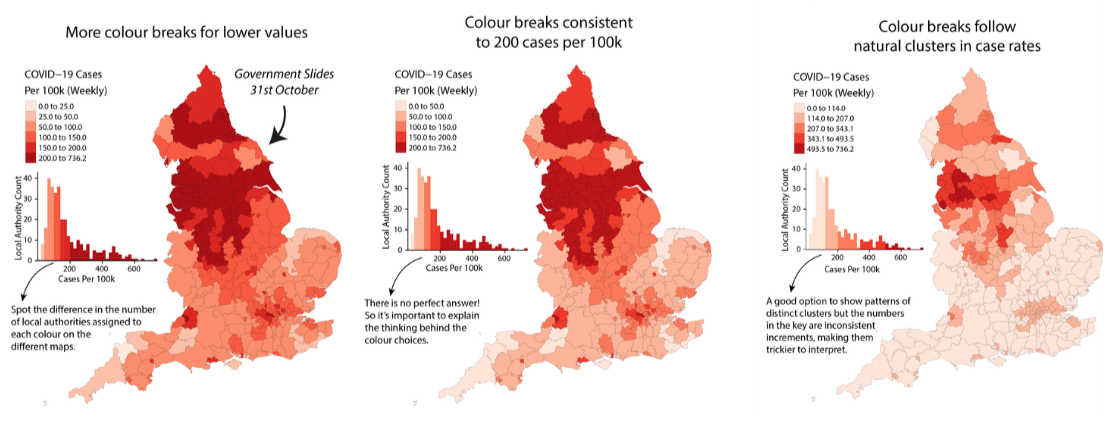 More colour breaks for lower values
COVID−19 Cases
Per 100k (Weekly)
0.0 to 25.0
25.0 to 50.0
50.0 to 100.0
100.0 to 150.0
150.0 to 200.0
200.0 to 736.2
Government Slides
31st October
Local Authority Count
40
30
20
10
0
200
400
600
Cases Per 100k
Spot the difference in the number
of local authorities assigned to
each colour on the
different maps.
Colour breaks consistent
to 200 cases per 100k
COVID−19 Cases
Per 100k (Weekly)
0.0 to 50.0
50.0 to 100.0
100.0 to 150.0
150.0 to 200.0
200.0 to 736.2
Local Authority Count
40
30
20
10
0
200
400
600
Cases Per 100k
There is no perfect answer!
So it's important to explain
the thinking behind the
colour choices.
Colour breaks follow
natural clusters in case rates
COVID−19 Cases
Per 100k (Weekly)
0.0 to 114.0
114.0 to 207.0
207.0 to 343.1
343.1 to 493.5
493.5 to 736.2
Local Authority Count
40
30
20
10
0
200
400
600
Cases Per 100k
A good option to show patterns of
distinct clusters but the numbers
in the key are inconsistent
increments, making them
trickier to interpret.